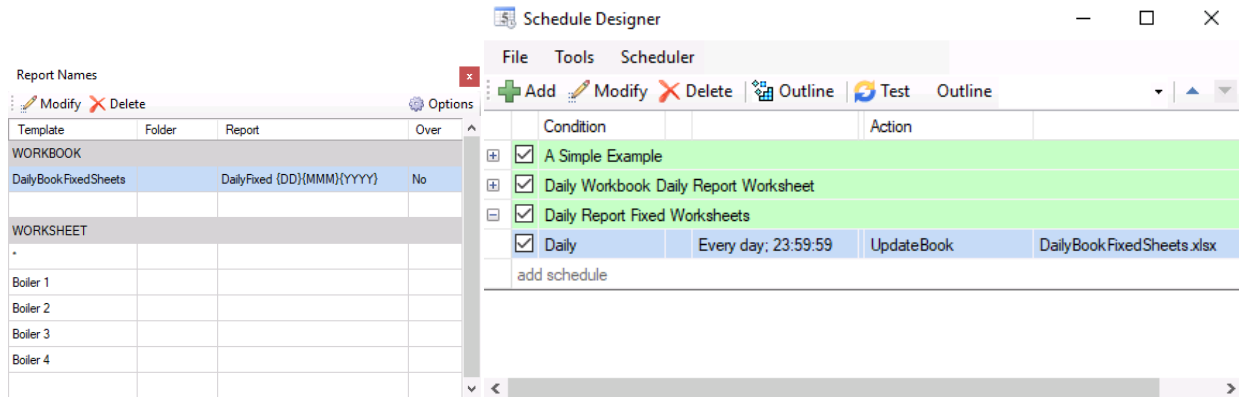 Report Names
x
Modify Delete Options
Template Folder Report Over
WORKBOOK
DailyBookFixedSheets DailyFixed {DD}{MMM}{YYYY} No
WORKSHEET
*
Boiler 1
Boiler 2
Boiler 3
Boiler 4
Schedule Designer
File Tools Scheduler
Add Modify Delete Outline Test Outline
Condition Action
A Simple Example
Daily Workbook Daily Report Worksheet
Daily Report Fixed Worksheets
Daily Every day; 23:59:59 UpdateBook DailyBookFixedSheets.xlsx
add schedule